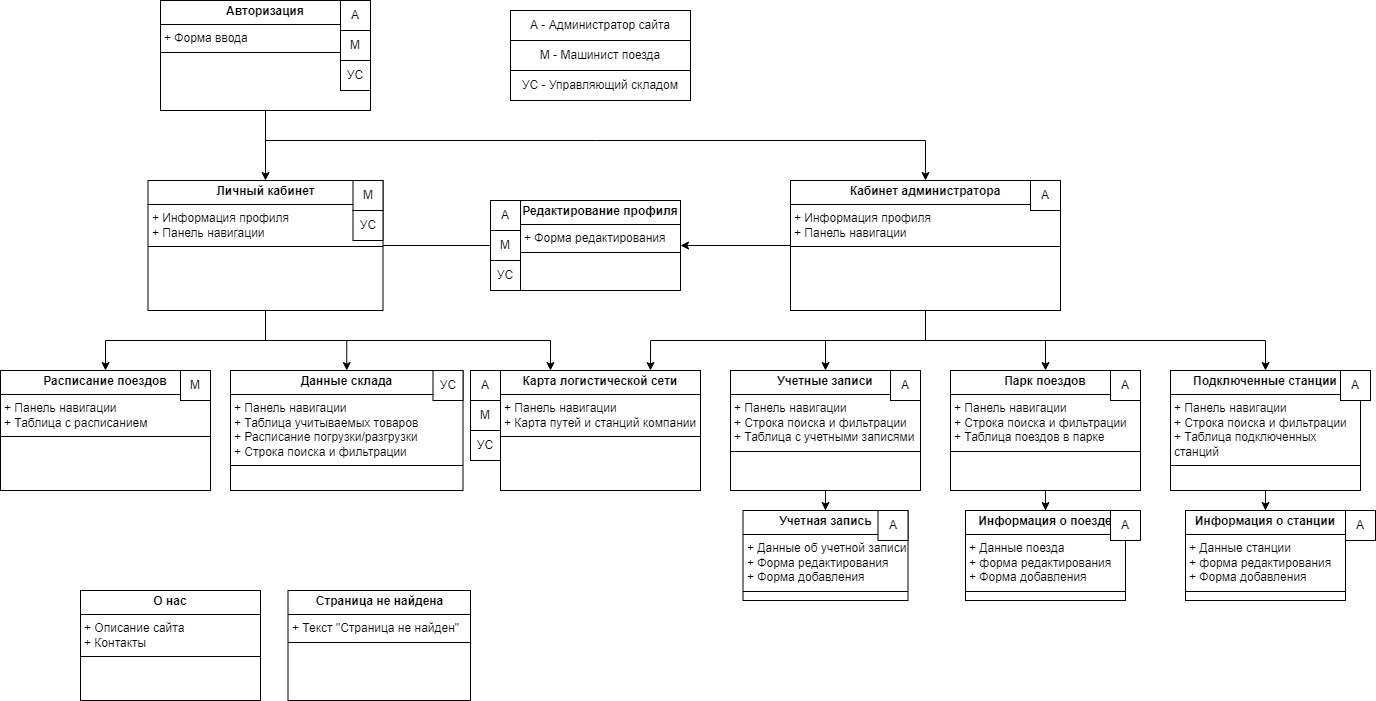 Авторизация
А
+ Форма ввода
М
УС
А - Администратор сайта
М - Машинист поезда
УС - Управляющий складом
Личный кабинет
М
+ Информация профиля
+ Панель навигации
УС
А
Редактирование профиля
М
+ Форма редактирования
УС
Кабинет администратора
А
+ Информация профиля
+ Панель навигации
Расписание поездов
М
+ Панель навигации
+ Таблица с расписанием
Данные склада
УС
+ Панель навигации
+ Таблица учитываемых товаров
+ Расписание погрузки/разгрузки
+ Строка поиска и фильтрации
А
М
УС
Карта логистической сети
+ Панель навигации
+ Карта путей и станций компании
Учетные записи
А
+ Панель навигации
+ Строка поиска и фильтрации
+ Таблица с учетными записями
Парк поездов
А
+ Панель навигации
+ Строка поиска и фильтрации
+ Таблица поездов в парке
Подключенные станции
А
+ Панель навигации
+ Строка поиска и фильтрации
+ Таблица подключенных
станций
Учетная запись
А
+ Данные об учетной записи
+ Форма редактирования
+ Форма добавления
Информация о поезде
А
+ Данные поезда
+ форма редактирования
+ Форма добавления
Информация о станции
А
+ Данные станции
+ форма редактирования
+ Форма добавления
О нас
+ Описание сайта
+ Контакты
Страница не найдена
+ Текст "Страница не найден"